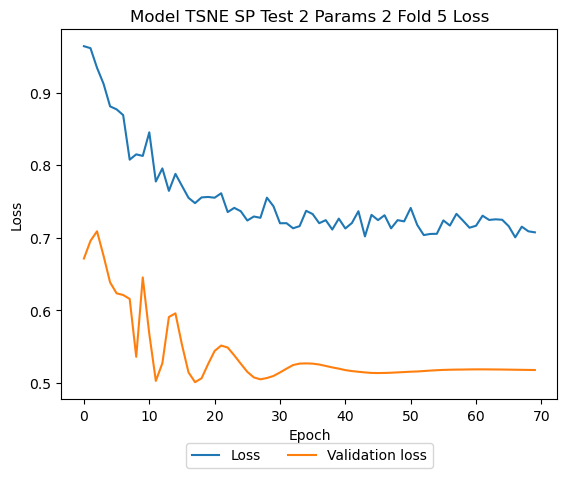 Model TSNE SP Test 2 Params 2 Fold 5 Loss
Loss
0.9
0.8
0.7
0.6
0.5
0 10 20 30 40 50 60 70
Epoch
Loss Validation loss